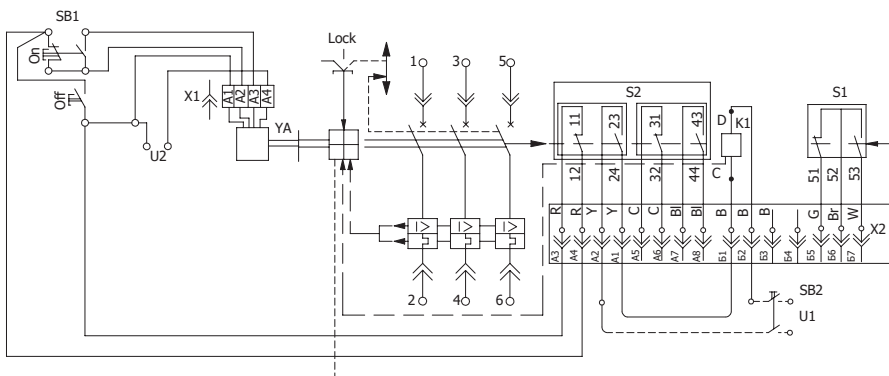 SB1
On
Off
X1
A1 A2 A3 A4
U2
YA
Lock
1 3 5
2 4 6
S2
11 23 31 43
12 24 32 44
D K1
C
S1
51 52 53
R R Y Y C C Bl Bl B B B G Br W
X2
A3 A4 A2 A1 A5 A6 A7 A8 Б1 Б2 Б3 Б4 Б5 Б6 Б7
SB2
U1